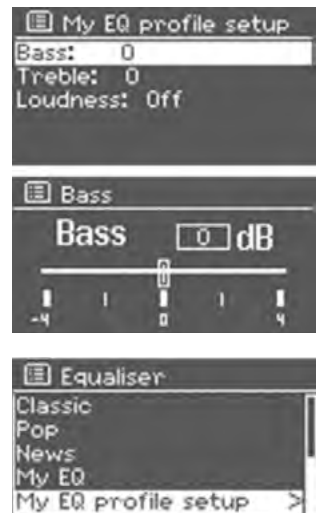 My EQ profile setup
Bass: 0
Treble: 0
Loudness: Off
Bass
Bass 0 dB
0
-4 0 4
Equaliser
Classic
Pop
News
My EQ
My EQ profile setup >